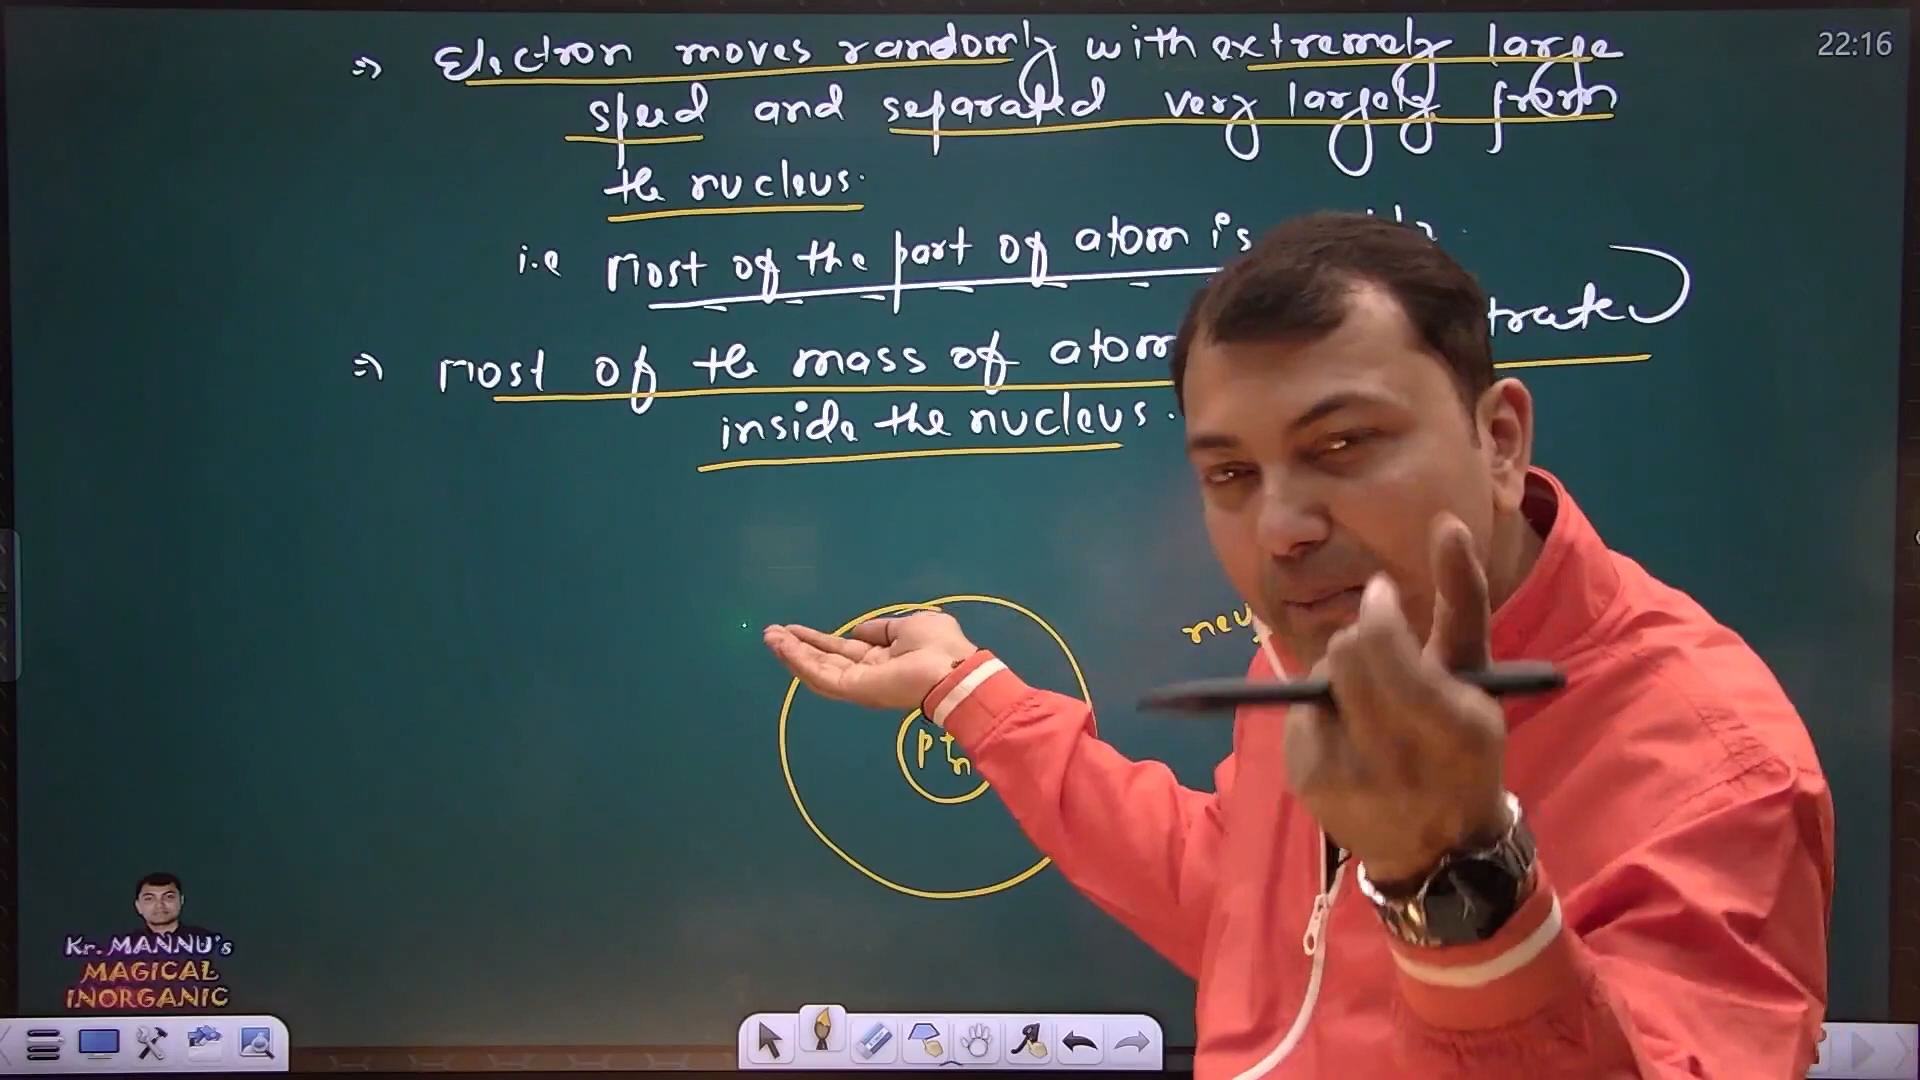 22:16
=> Electron moves randomly with extremely large
speed and separated very largely from
the nucleus.
i.e Most of the part of atom is
=> Most of the mass of atom
inside the nucleus.
p+
n
Kr. MANNU's
MAGICAL
INORGANIC